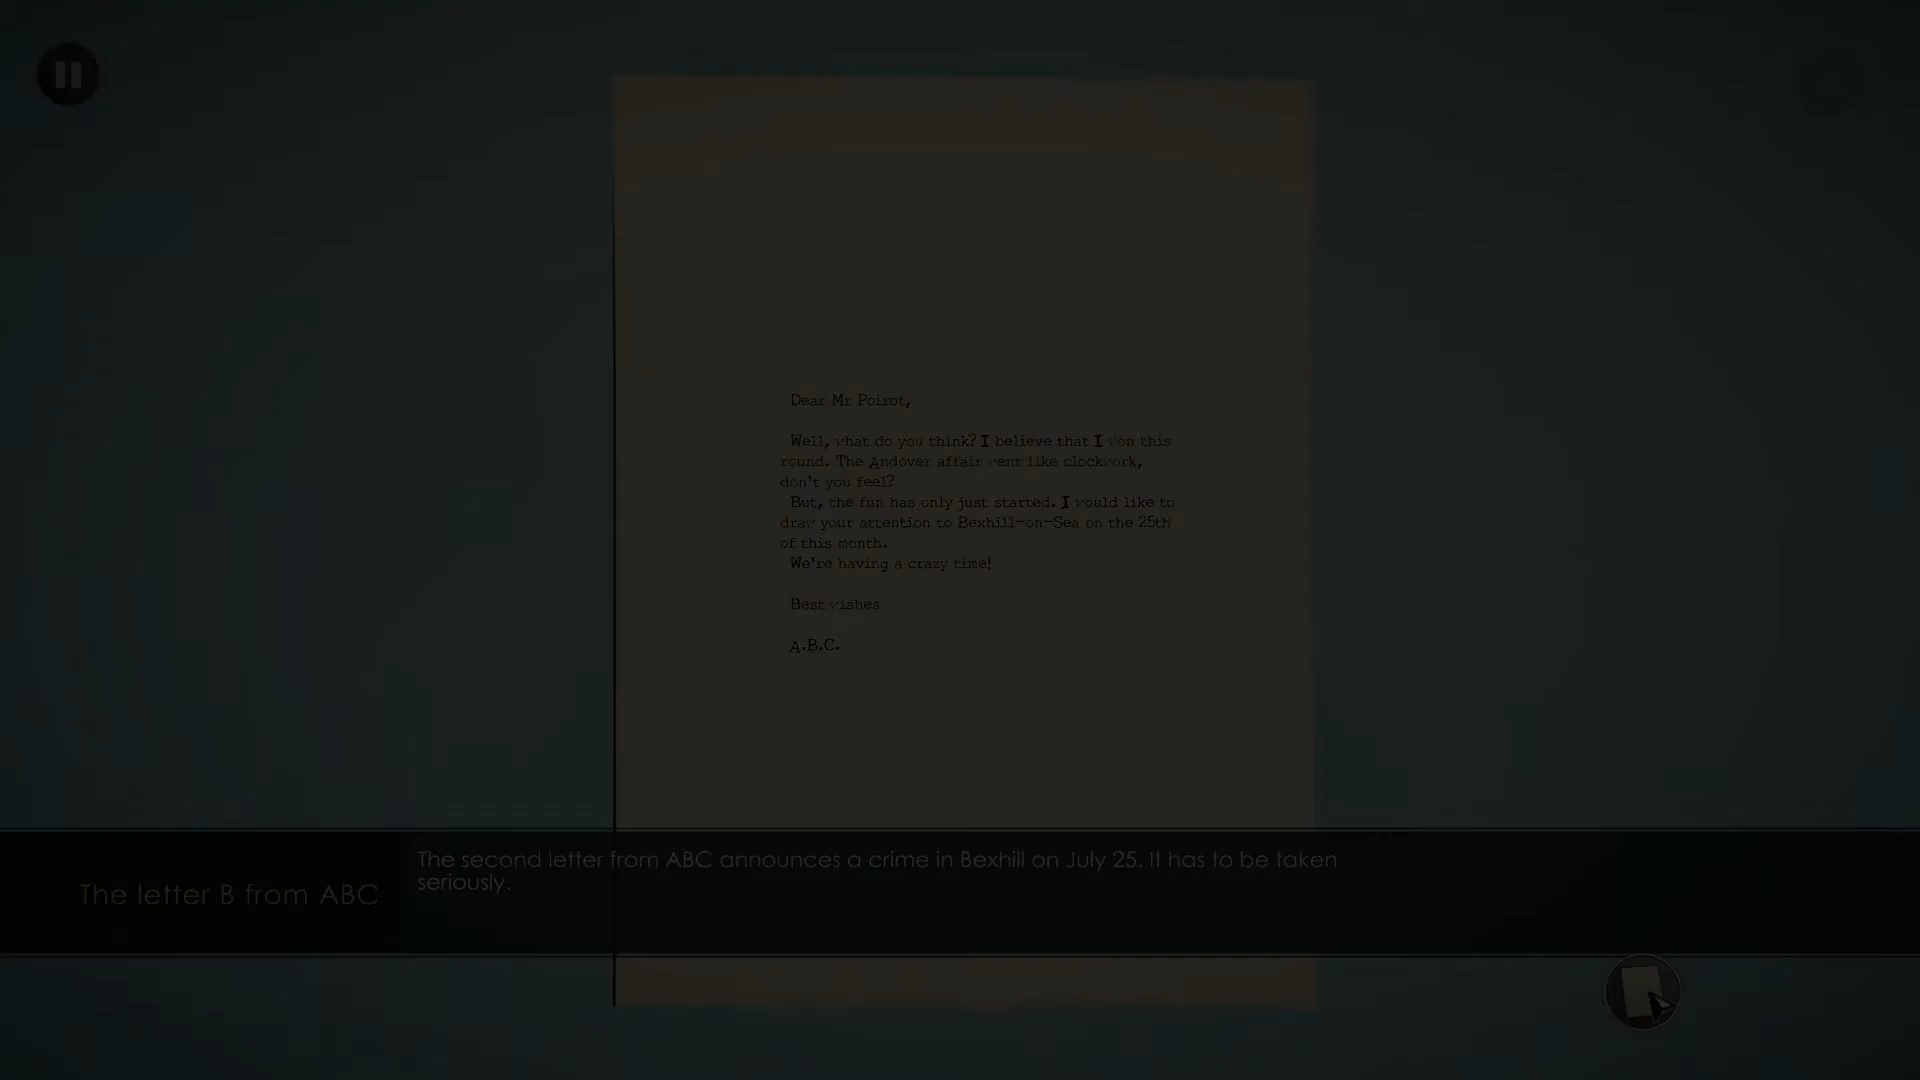 Dear Mr Poirot,
Well, what do you think? I believe that I won this
round. The Andover affair went like clockwork,
don't you feel?
But, the fun has only just started. I would like to
draw your attention to Bexhill-on-Sea on the 25th
of this month.
We're having a crazy time!
Best wishes
A.B.C.
The letter B from ABC
The second letter from ABC announces a crime in Bexhill on July 25. It has to be taken
seriously.